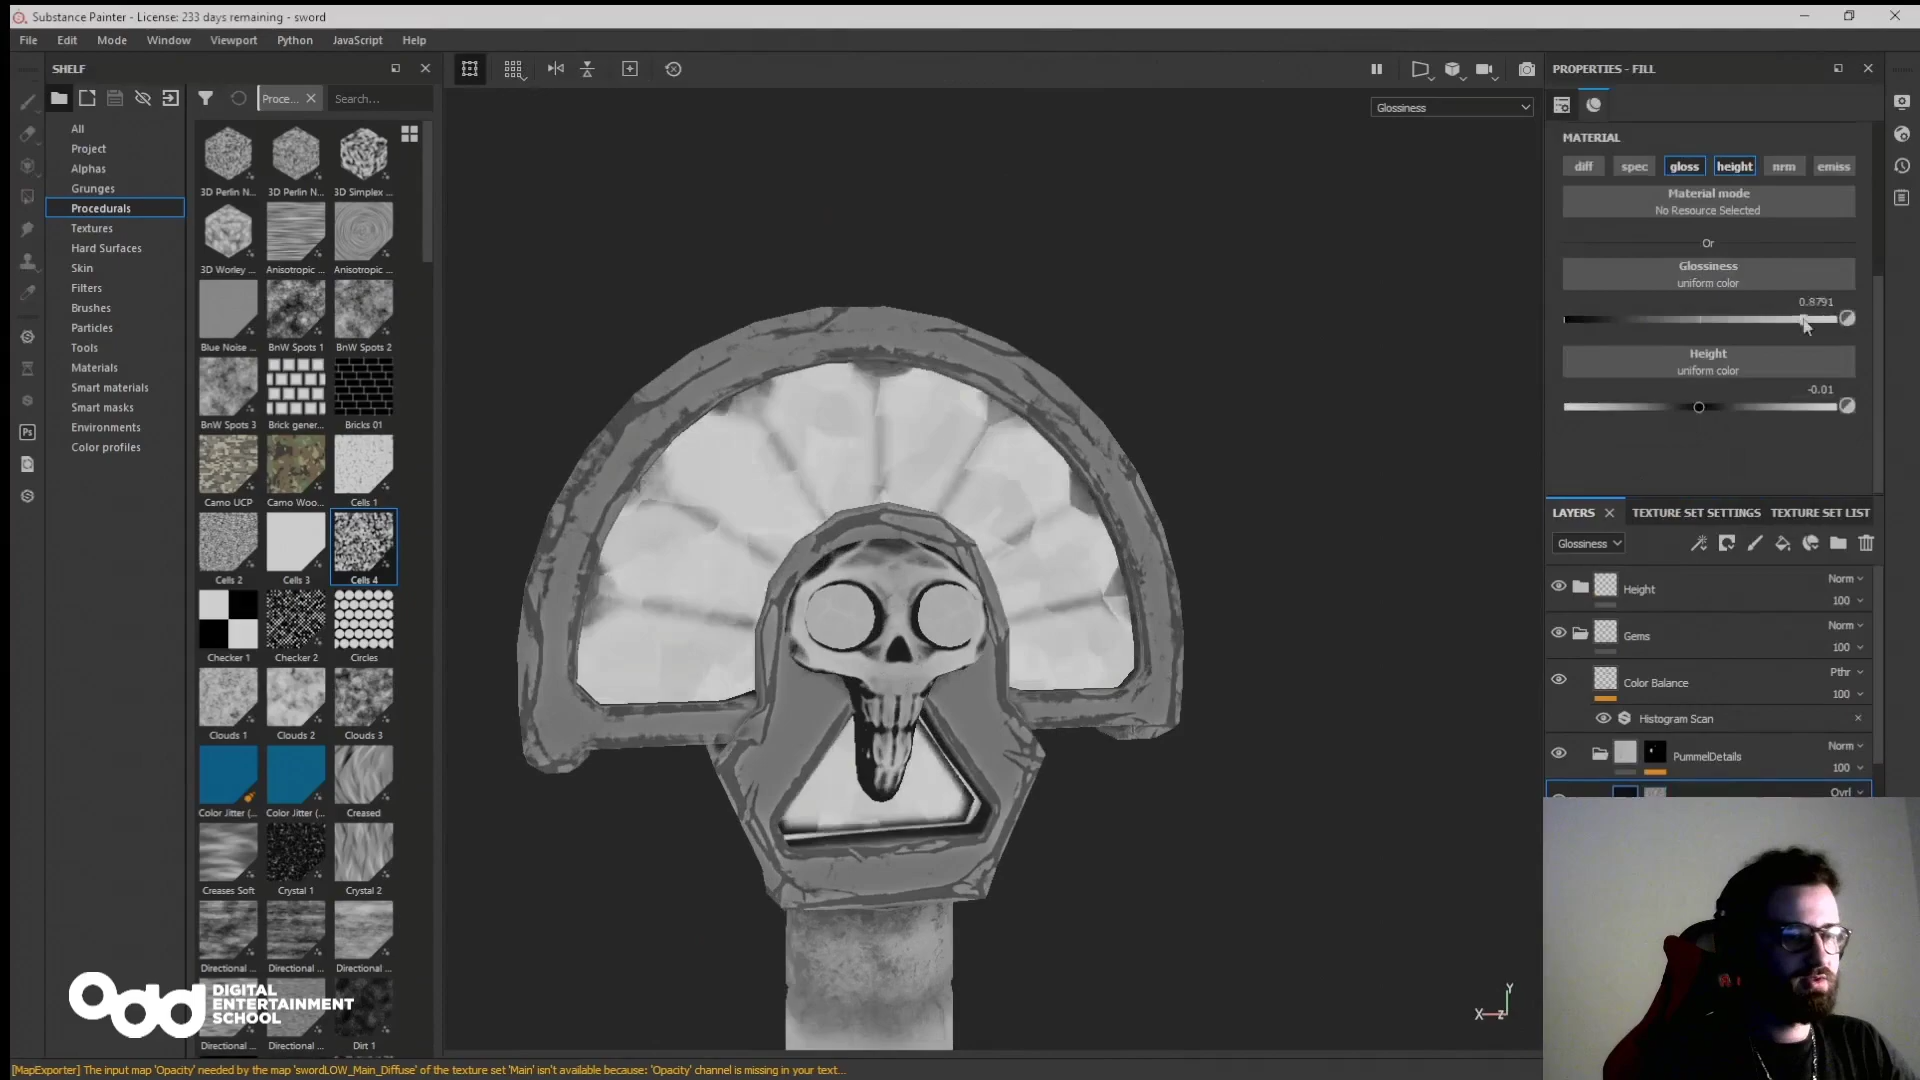 Substance Painter - License: 233 days remaining - sword
File Edit Mode Window Viewport Python JavaScript Help
SHELF
Proce...
Search...
All
Project
Alphas
Grunges
Procedurals
Textures
Hard Surfaces
Skin
Filters
Brushes
Particles
Tools
Materials
Smart materials
Smart masks
Environments
Color profiles
3D Perlin N... 3D Perlin N... 3D Simplex ...
3D Worley ... Anisotropic ... Anisotropic ...
Blue Noise ... BnW Spots 1 BnW Spots 2
BnW Spots 3 Brick gener... Bricks 01
Camo UCP Camo Woo... Cells 1
Cells 2 Cells 3 Cells 4
Checker 1 Checker 2 Circles
Clouds 1 Clouds 2 Clouds 3
Color Jitter (... Color Jitter (... Creased
Creases Soft Crystal 1 Crystal 2
Directional ... Directional ... Directional ...
Directional ... Directional ... Dirt 1
Ps
Glossiness
Y
X Z
PROPERTIES - FILL
MATERIAL
diff spec gloss height nrm emiss
Material mode
No Resource Selected
Or
Glossiness
uniform color
0.8791
Height
uniform color
-0.01
LAYERS TEXTURE SET SETTINGS TEXTURE SET LIST
Glossiness
Height Norm
100
Gems Norm
100
Color Balance Pthr
100
Histogram Scan
PummelDetails Norm
100
Ovrl
odd DIGITAL
ENTERTAINMENT
SCHOOL
[MapExporter] The input map 'Opacity' needed by the map 'swordLOW_Main_Diffuse' of the texture set 'Main' isn't available because: 'Opacity' channel is missing in your text...